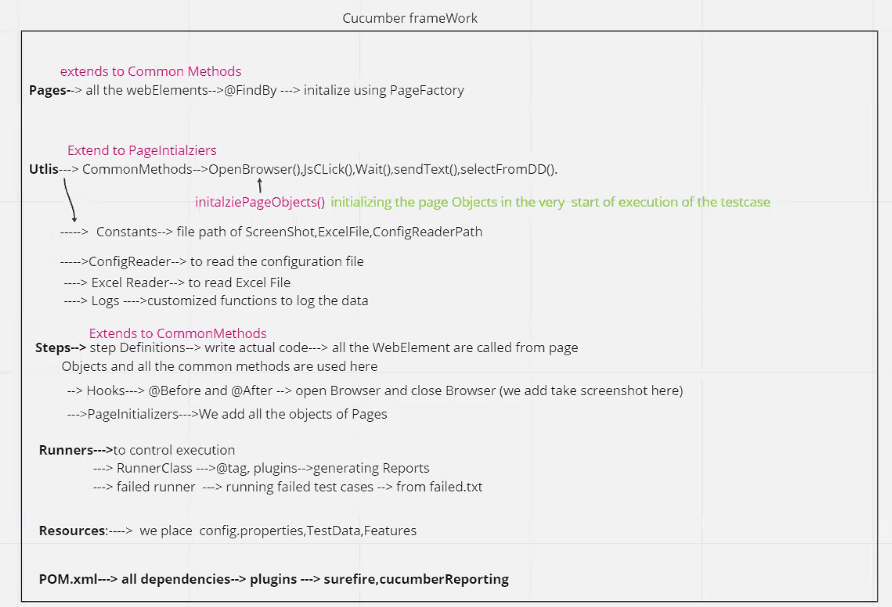 Cucumber frameWork
extends to Common Methods
Pages--> all the webElements-->@FindBy ---> initalize using PageFactory
Extend to PageIntialziers
Utlis---> CommonMethods-->OpenBrowser(),JsCLick(),Wait(),sendText(),selectFromDD().
initalziePageObjects() initializing the page Objects in the very start of execution of the testcase
-----> Constants--> file path of ScreenShot,ExcelFile,ConfigReaderPath
----->ConfigReader--> to read the configuration file
----> Excel Reader--> to read Excel File
----> Logs ---->customized functions to log the data
Extends to CommonMethods
Steps--> step Definitions--> write actual code---> all the WebElement are called from page
Objects and all the common methods are used here
--> Hooks---> @Before and @After --> open Browser and close Browser (we add take screenshot here)
--->PageInitializers--->We add all the objects of Pages
Runners--->to control execution
---> RunnerClass --->@tag, plugins-->generating Reports
---> failed runner ---> running failed test cases --> from failed.txt
Resources:----> we place config.properties,TestData,Features
POM.xml---> all dependencies--> plugins ---> surefire,cucumberReporting